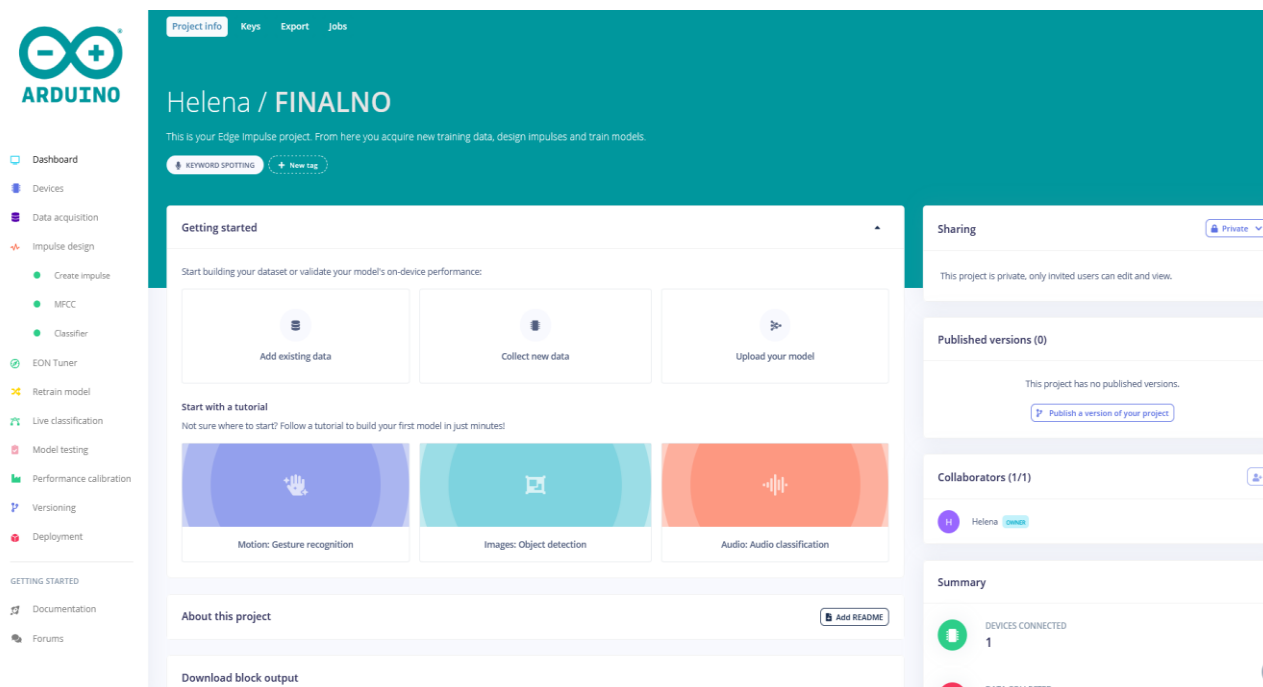 ARDUINO
Dashboard
Devices
Data acquisition
Impulse design
Create impulse
MFCC
Classifier
EON Tuner
Retrain model
Live classification
Model testing
Performance calibration
Versioning
Deployment
GETTING STARTED
Documentation
Forums
Project info Keys Export Jobs
Helena / FINALNO
This is your Edge Impulse project. From here you acquire new training data, design impulses and train models.
KEYWORD SPOTTING + New tag
Getting started
Start building your dataset or validate your model's on-device performance:
Add existing data Collect new data Upload your model
Start with a tutorial
Not sure where to start? Follow a tutorial to build your first model in just minutes!
Motion: Gesture recognition Images: Object detection Audio: Audio classification
About this project Add README
Download block output
Sharing Private
This project is private, only invited users can edit and view.
Published versions (0)
This project has no published versions.
Publish a version of your project
Collaborators (1/1)
H Helena OWNER
Summary
DEVICES CONNECTED
1